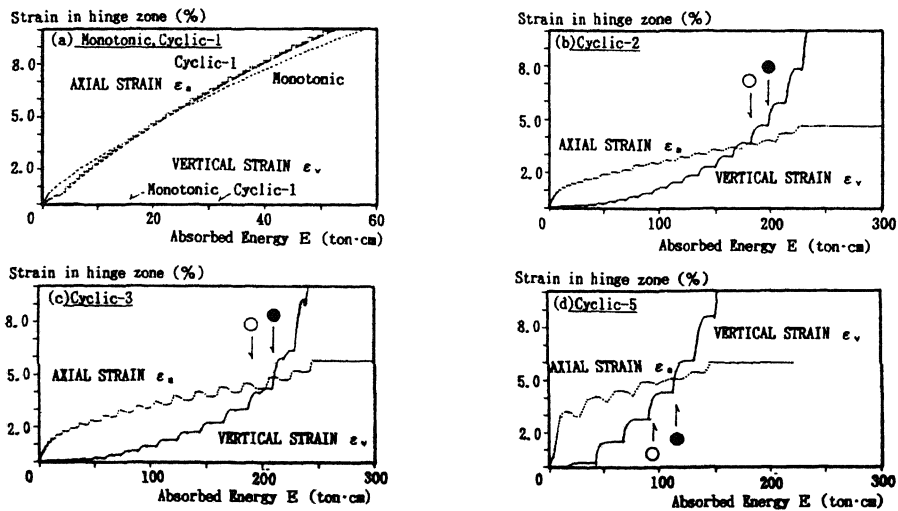 Strain in hinge zone (%)
(a) Monotonic, Cyclic-1
8.0
5.0
2.0
Cyclic-1
Monotonic
AXIAL STRAIN εa
VERTICAL STRAIN εv
Monotonic Cyclic-1
0 20 40 60
Absorbed Energy E (ton·cm)
Strain in hinge zone (%)
(b) Cyclic-2
8.0
5.0
2.0
AXIAL STRAIN εa
VERTICAL STRAIN εv
0 100 200 300
Absorbed Energy E (ton·cm)
Strain in hinge zone (%)
(c) Cyclic-3
8.0
5.0
2.0
AXIAL STRAIN εa
VERTICAL STRAIN εv
0 100 200 300
Absorbed Energy E (ton·cm)
Strain in hinge zone (%)
(d) Cyclic-5
8.0
5.0
2.0
VERTICAL STRAIN εv
AXIAL STRAIN εa
0 100 200 300
Absorbed Energy E (ton·cm)